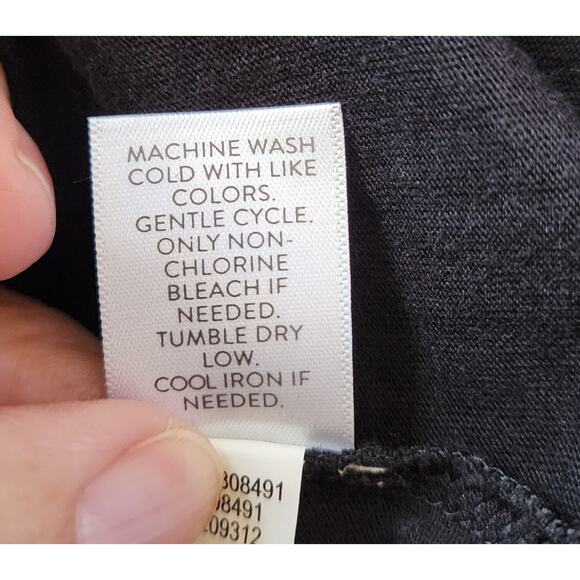 MACHINE WASH
COLD WITH LIKE
COLORS.
GENTLE CYCLE.
ONLY NON-
CHLORINE
BLEACH IF
NEEDED.
TUMBLE DRY
LOW.
COOL IRON IF
NEEDED.
308491
08491
209312